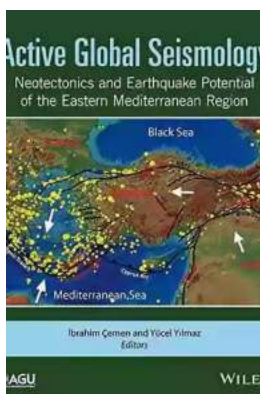 Active Global Seismology
Neotectonics and Earthquake Potential
of the Eastern Mediterranean Region
Black Sea
Mediterranean Sea
İbrahim Çemen and Yücel Yılmaz
Editors
AGU
WILE